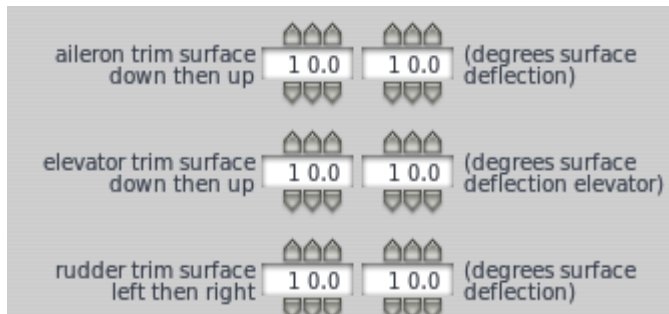 aileron trim surface
down then up
1 0.0
1 0.0
(degrees surface
deflection)
elevator trim surface
down then up
1 0.0
1 0.0
(degrees surface
deflection elevator)
rudder trim surface
left then right
1 0.0
1 0.0
(degrees surface
deflection)